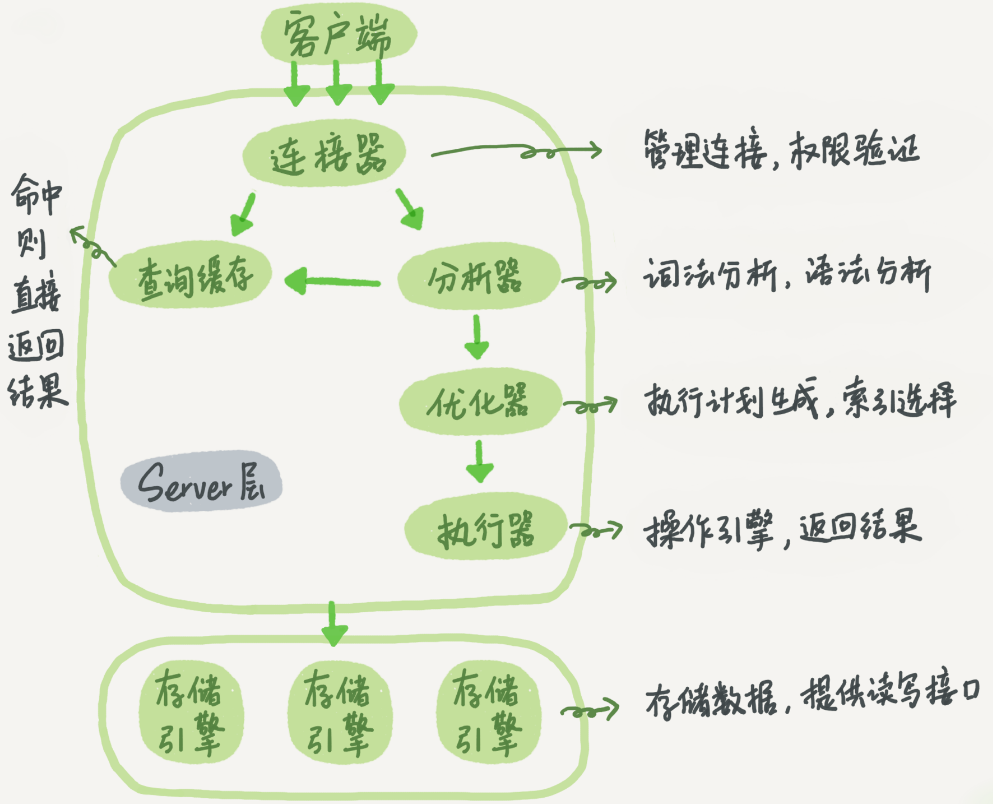 客户端
连接器
管理连接，权限验证
命中
则
直接
返回
结果
查询缓存
分析器
词法分析，语法分析
优化器
执行计划生成，索引选择
Server层
执行器
操作引擎，返回结果
存储
引擎
存储
引擎
存储
引擎
存储数据，提供读写接口